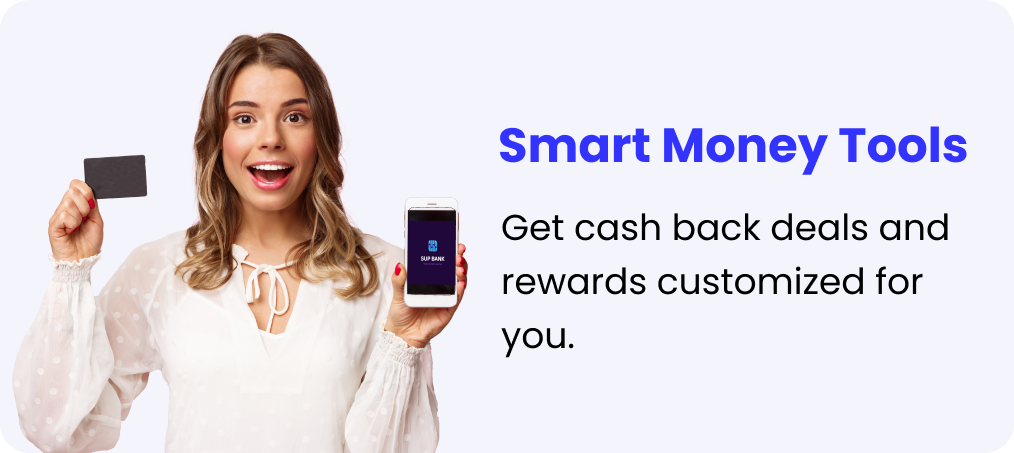 Smart Money Tools
Get cash back deals and
rewards customized for
you.
SUP BANK